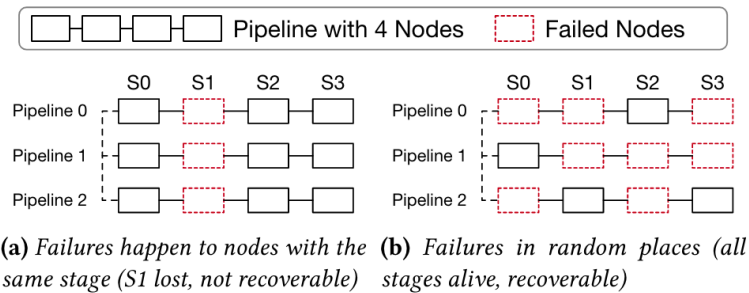 Pipeline with 4 Nodes Failed Nodes
S0 S1 S2 S3
Pipeline 0
Pipeline 1
Pipeline 2
(a) Failures happen to nodes with the
same stage (S1 lost, not recoverable)
S0 S1 S2 S3
Pipeline 0
Pipeline 1
Pipeline 2
(b) Failures in random places (all
stages alive, recoverable)